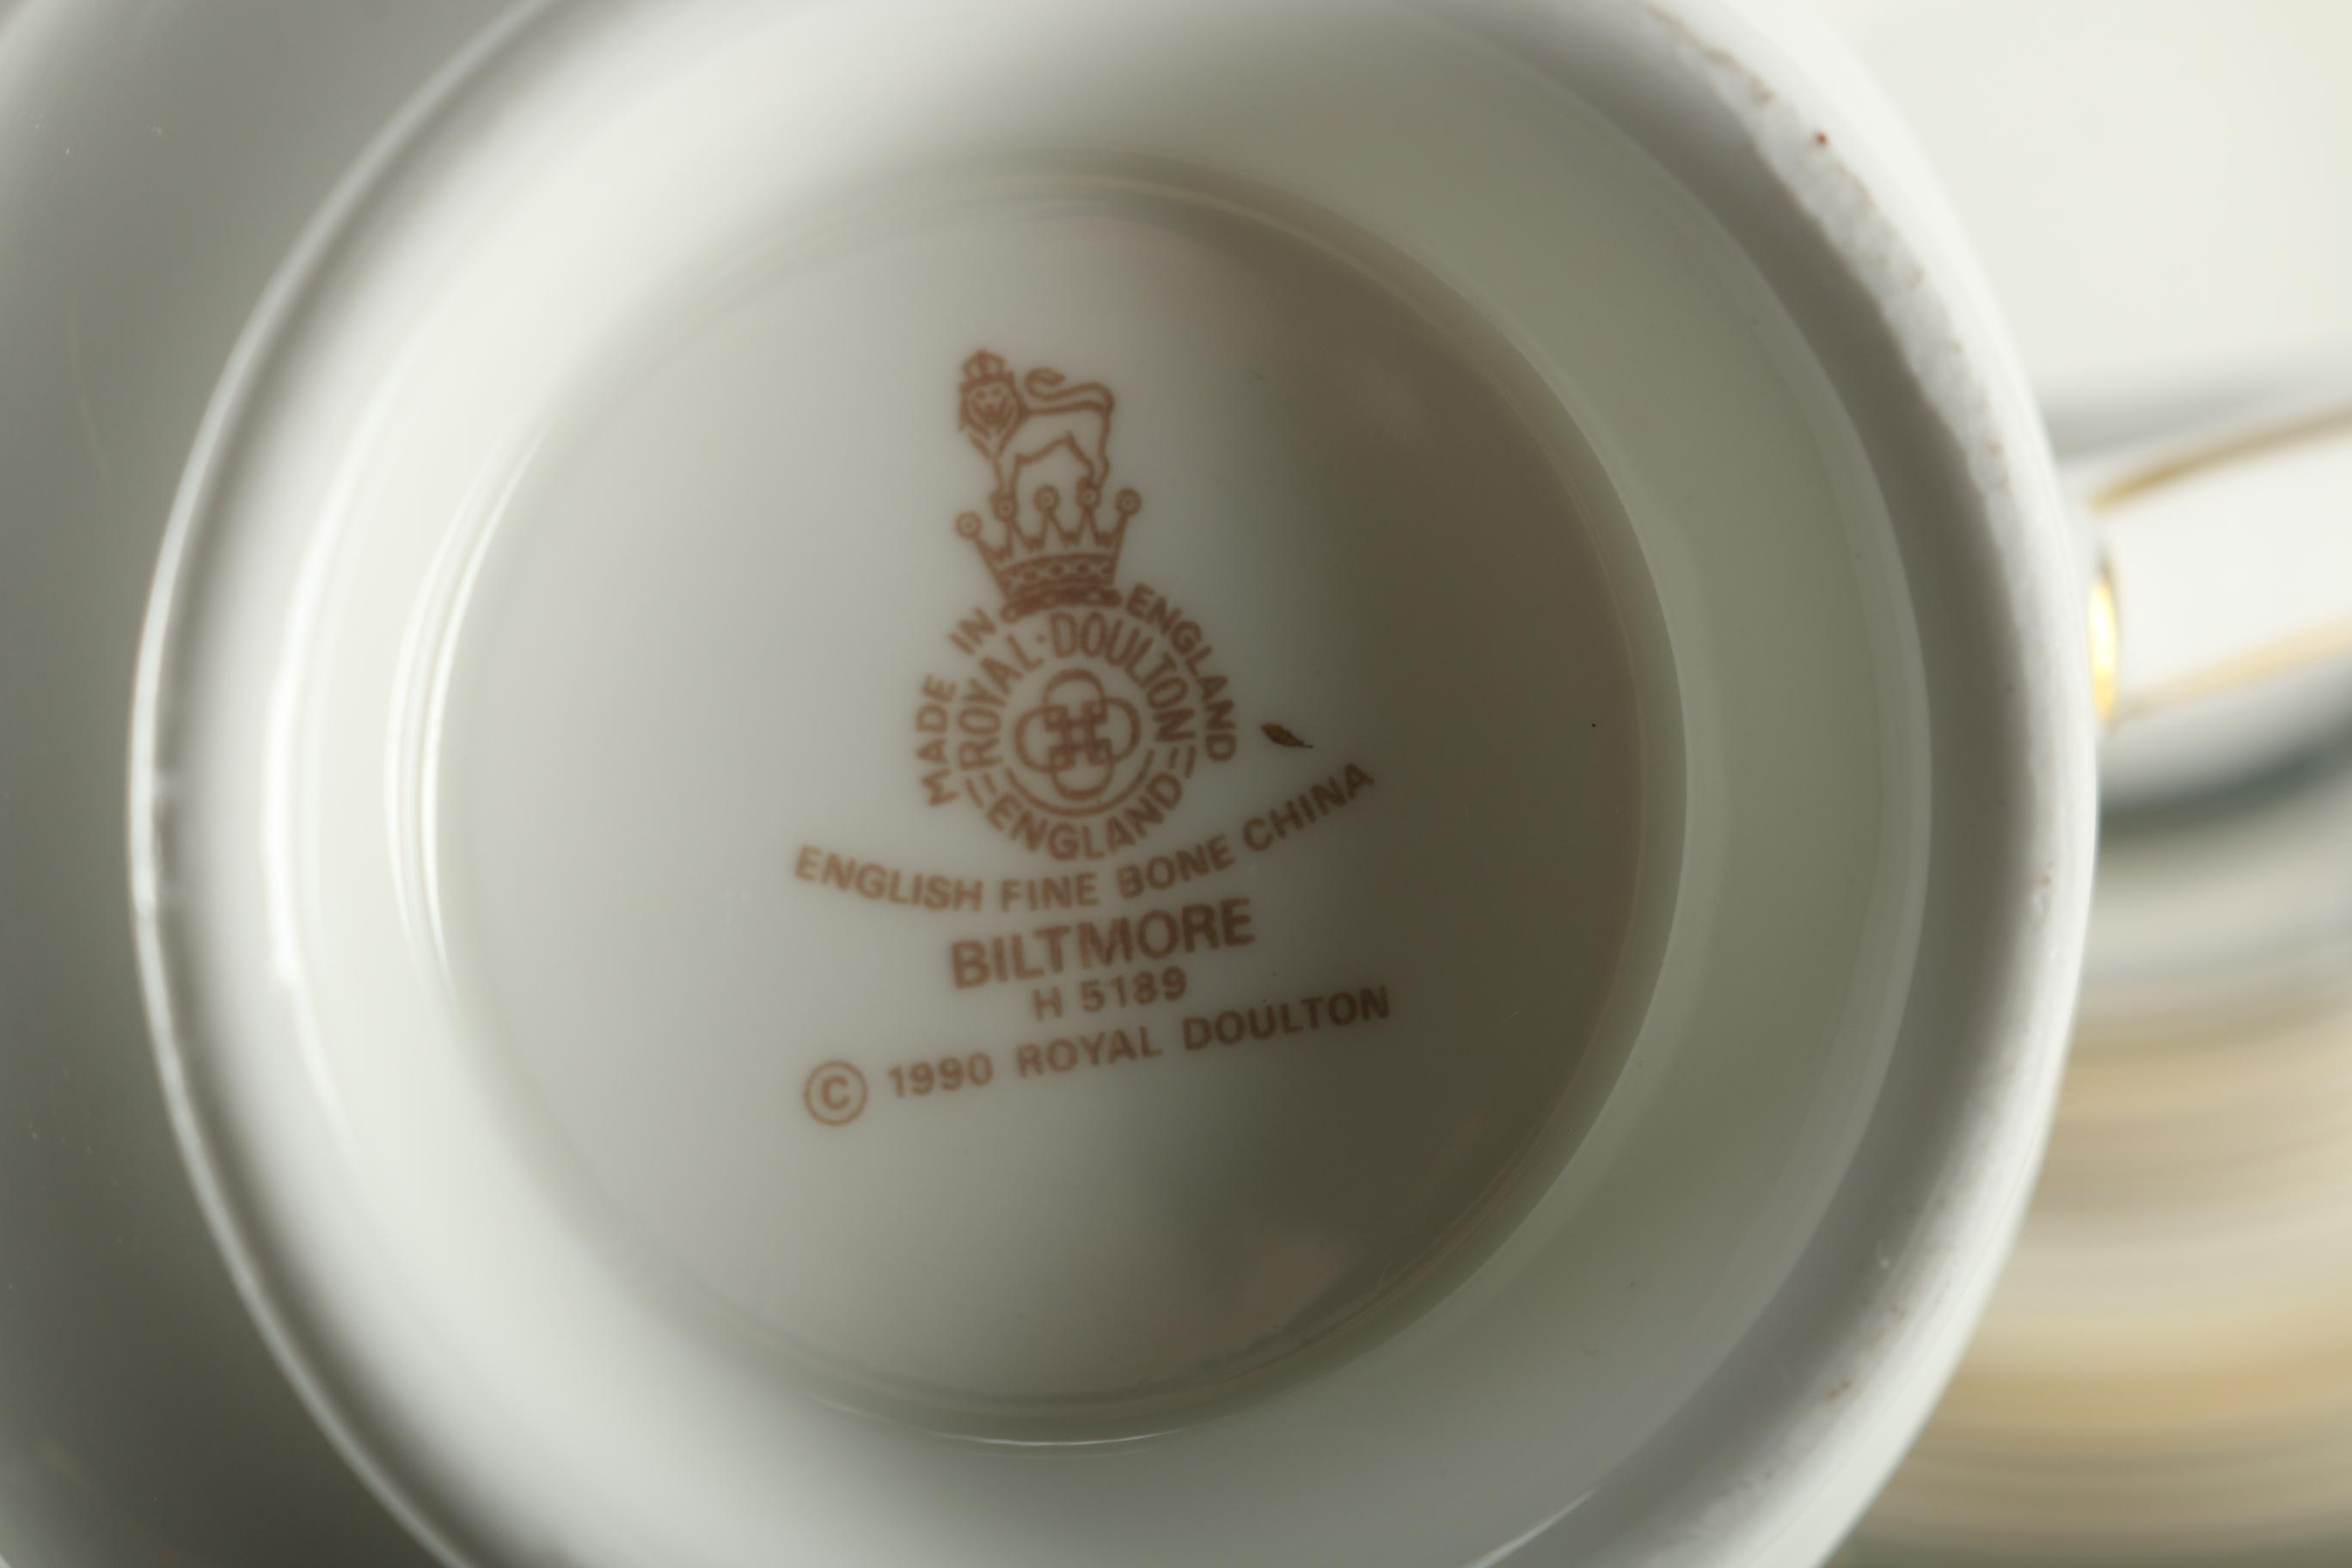 MADE IN ENGLAND
ROYAL·DOULTON
ENGLAND
ENGLISH FINE BONE CHINA
BILTMORE
H 5189
© 1990 ROYAL DOULTON